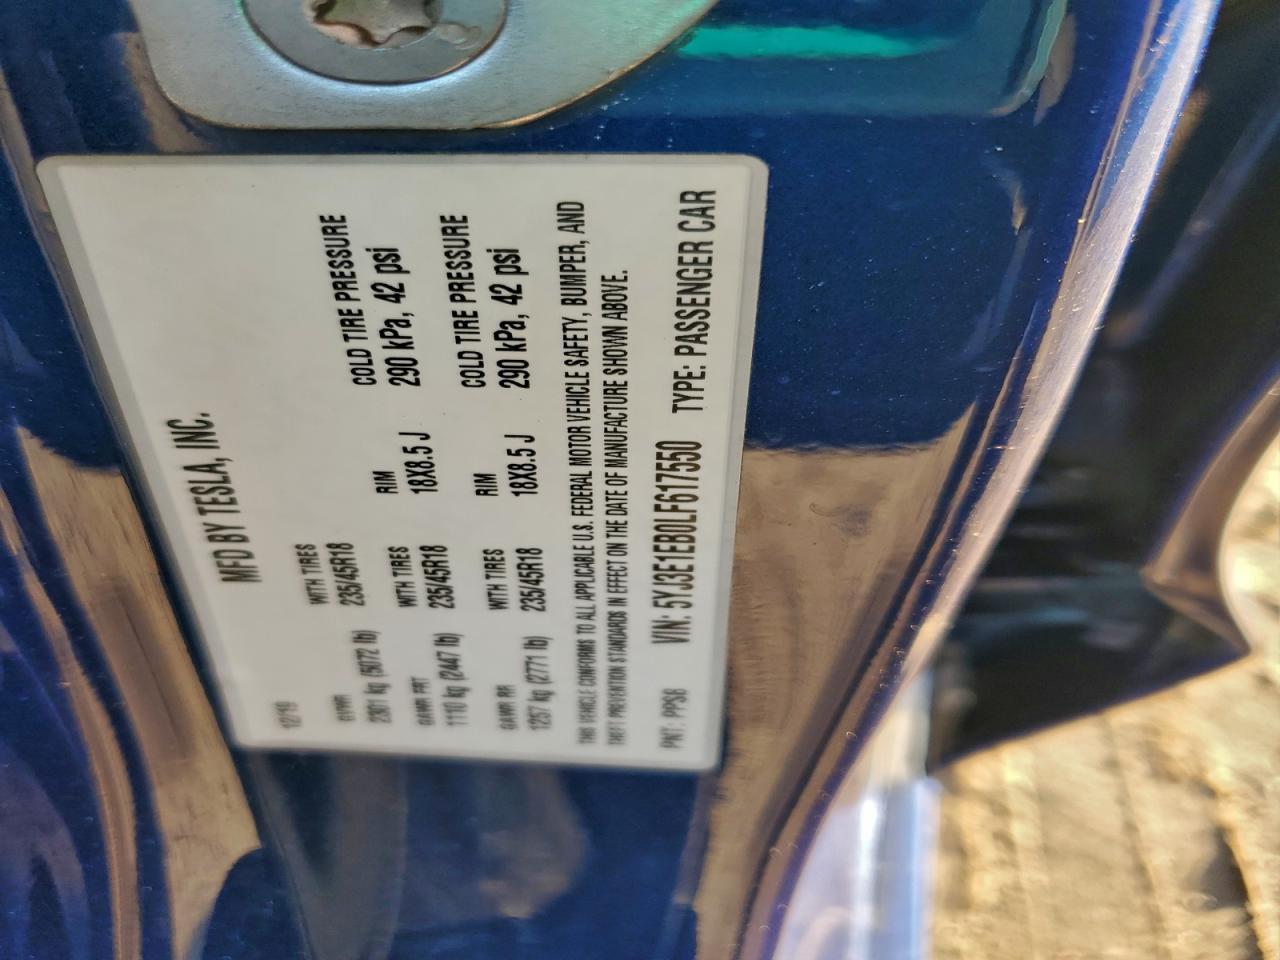 MFD BY TESLA, INC.
12/19
GVWR WITH TIRES COLD TIRE PRESSURE
2301 kg (5072 lb) 235/45R18 290 kPa, 42 psi
GAWR FRT WITH TIRES RIM COLD TIRE PRESSURE
1110 kg (2447 lb) 235/45R18 18X8.5 J 290 kPa, 42 psi
GAWR RR WITH TIRES RIM
1257 kg (2771 lb) 235/45R18 18X8.5 J
THIS VEHICLE CONFORMS TO ALL APPLICABLE U.S. FEDERAL MOTOR VEHICLE SAFETY, BUMPER, AND
THEFT PREVENTION STANDARDS IN EFFECT ON THE DATE OF MANUFACTURE SHOWN ABOVE.
PNT: PPSB VIN: 5YJ3E1EB0LF617550 TYPE: PASSENGER CAR